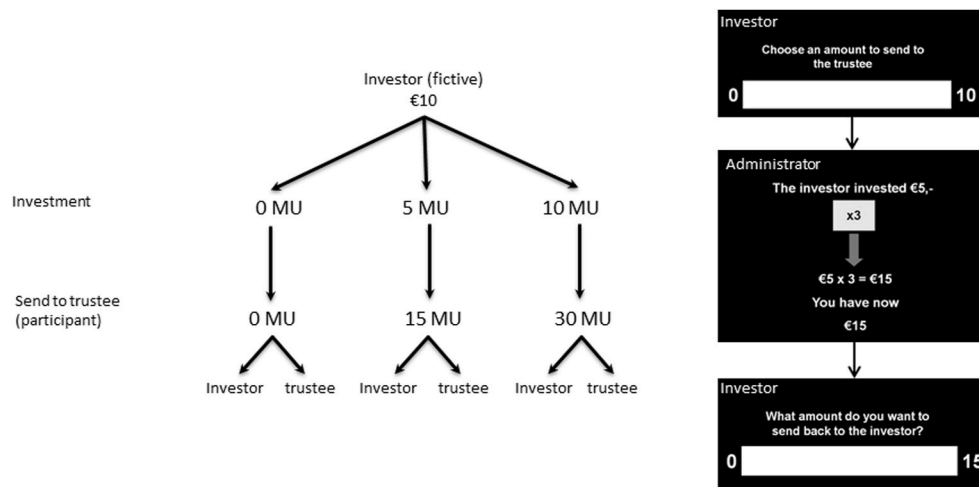 Investor (fictive)
€10
Investment
0 MU
5 MU
10 MU
Send to trustee
(participant)
0 MU
15 MU
30 MU
Investor trustee
Investor trustee
Investor trustee
Investor
Choose an amount to send to
the trustee
0
10
Administrator
The investor invested €5,-
x3
€5 x 3 = €15
You have now
€15
Investor
What amount do you want to
send back to the investor?
0
15